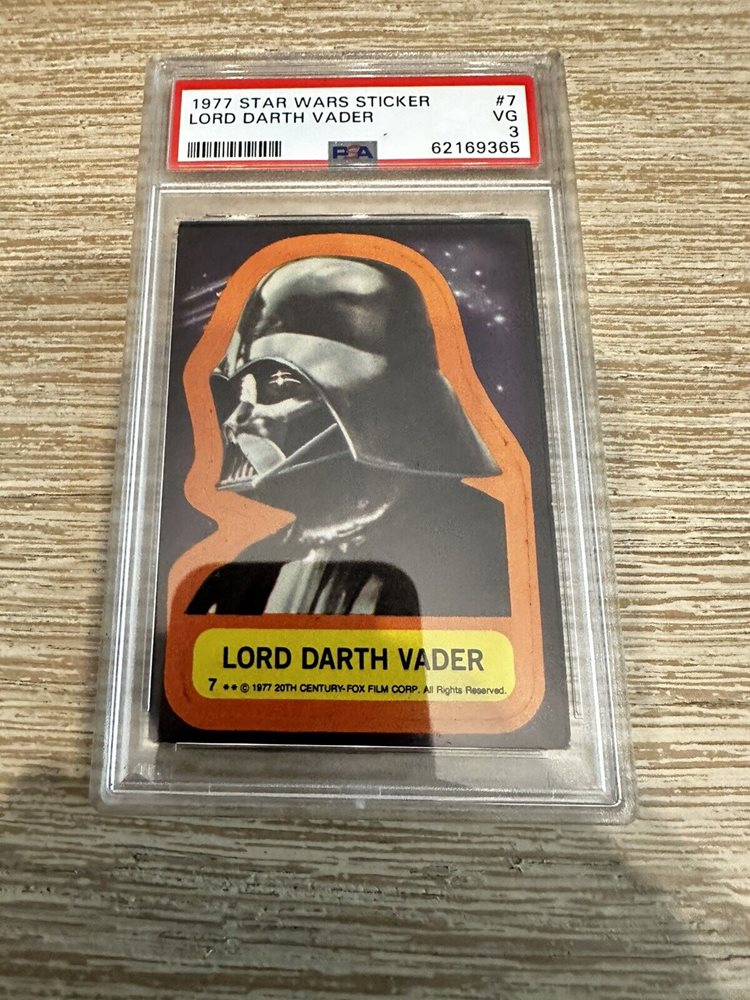 1977 STAR WARS STICKER #7
LORD DARTH VADER VG
3
PSA 62169365
LORD DARTH VADER
7 ** © 1977 20TH CENTURY-FOX FILM CORP. All Rights Reserved.